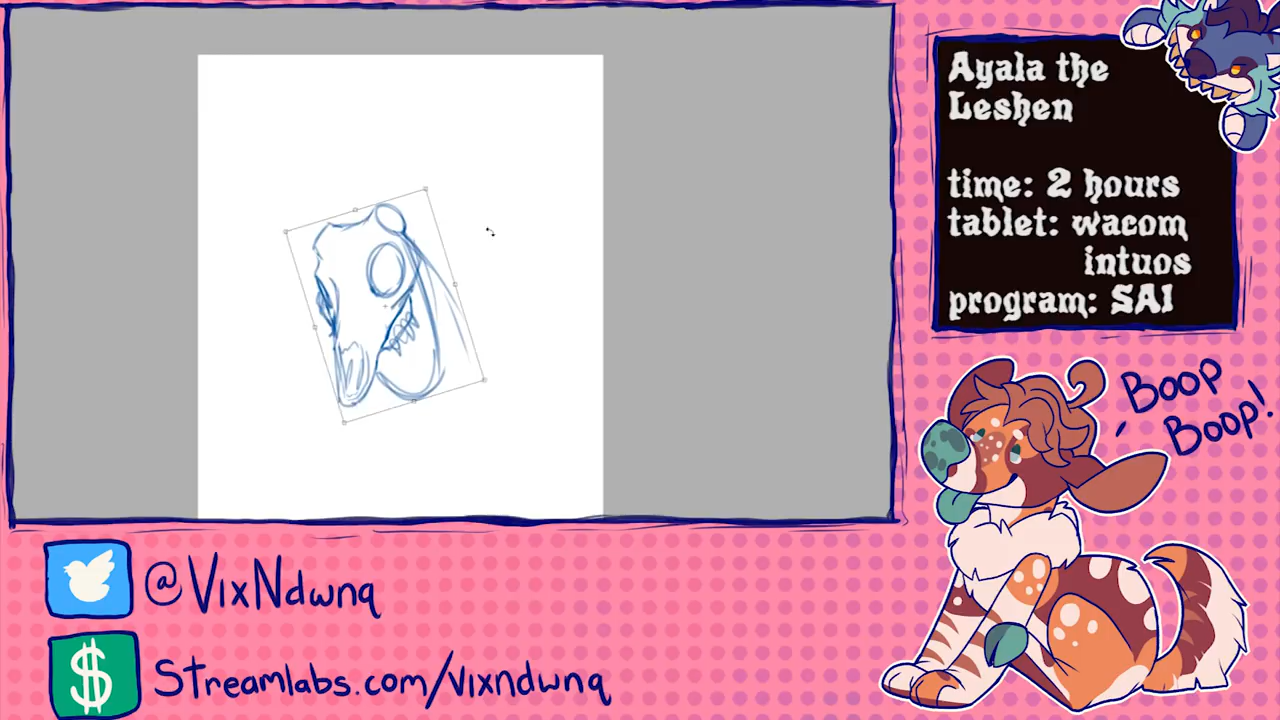 Ayala the
Leshen
time: 2 hours
tablet: wacom
intuos
program: SAI
Boop
Boop!
@VixNdwnq
$
Streamlabs.com/vixndwnq